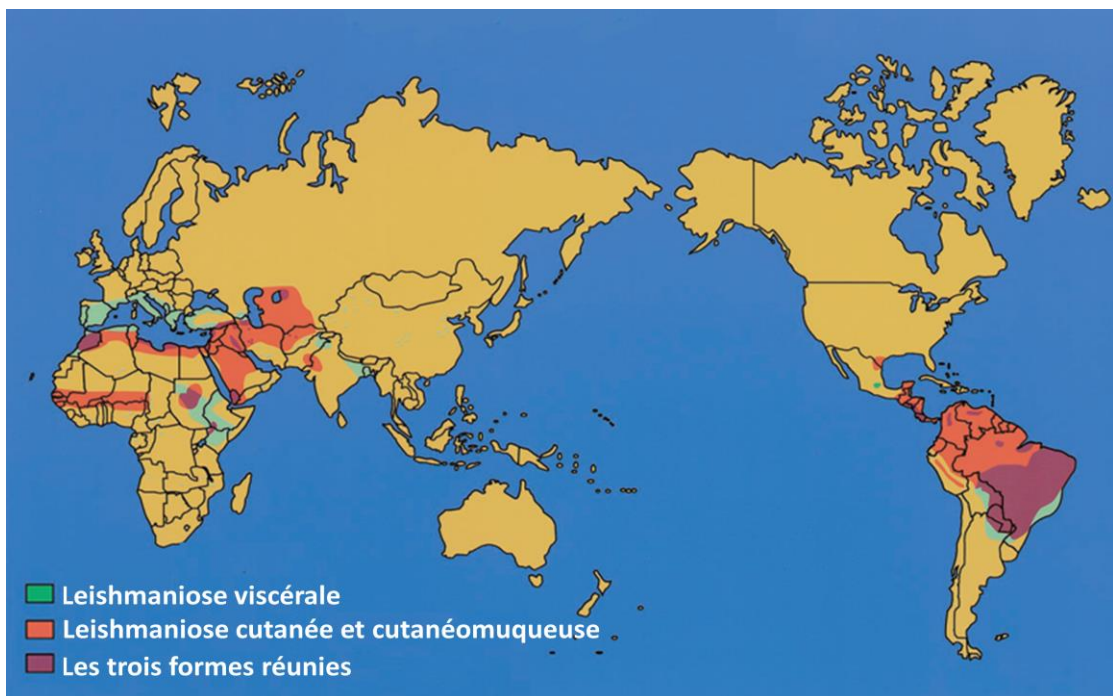 Leishmaniose viscérale
Leishmaniose cutanée et cutanéomuqueuse
Les trois formes réunies